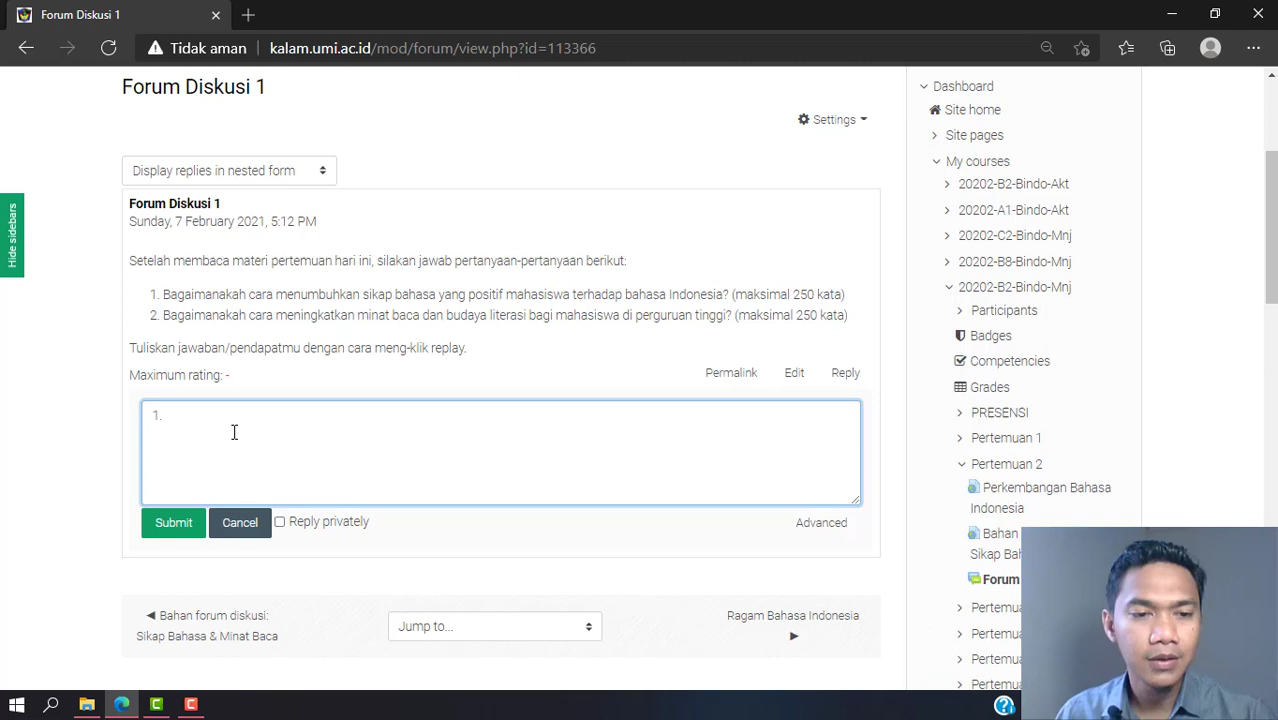 Forum Diskusi 1
Tidak aman
kalam.umi.ac.id/mod/forum/view.php?id=113366
Forum Diskusi 1
Settings
Hide sidebars
Display replies in nested form
Forum Diskusi 1
Sunday, 7 February 2021, 5:12 PM
Setelah membaca materi pertemuan hari ini, silakan jawab pertanyaan-pertanyaan berikut:
1. Bagaimanakah cara menumbuhkan sikap bahasa yang positif mahasiswa terhadap bahasa Indonesia? (maksimal 250 kata)
2. Bagaimanakah cara meningkatkan minat baca dan budaya literasi bagi mahasiswa di perguruan tinggi? (maksimal 250 kata)
Tuliskan jawaban/pendapatmu dengan cara meng-klik replay.
Maximum rating: -
Permalink Edit Reply
1.
Submit Cancel Reply privately Advanced
◀ Bahan forum diskusi:
Sikap Bahasa & Minat Baca
Jump to...
Ragam Bahasa Indonesia
▶
Dashboard
Site home
Site pages
My courses
20202-B2-Bindo-Akt
20202-A1-Bindo-Akt
20202-C2-Bindo-Mnj
20202-B8-Bindo-Mnj
20202-B2-Bindo-Mnj
Participants
Badges
Competencies
Grades
PRESENSI
Pertemuan 1
Pertemuan 2
Perkembangan Bahasa
Indonesia
Bahan
Sikap Bah
Forum
Pertemu
Pertemu
Pertemu
Pertemu